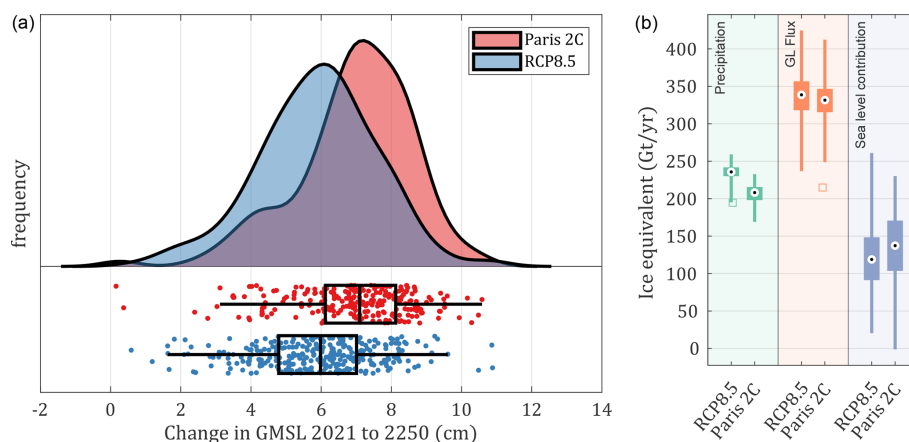 (a)
Paris 2C
RCP8.5
frequency
-2 0 2 4 6 8 10 12 14
Change in GMSL 2021 to 2250 (cm)
(b)
Ice equivalent (Gt/yr)
400
350
300
250
200
150
100
50
0
Precipitation
GL Flux
Sea level contribution
RCP8.5
Paris 2C
RCP8.5
Paris 2C
RCP8.5
Paris 2C